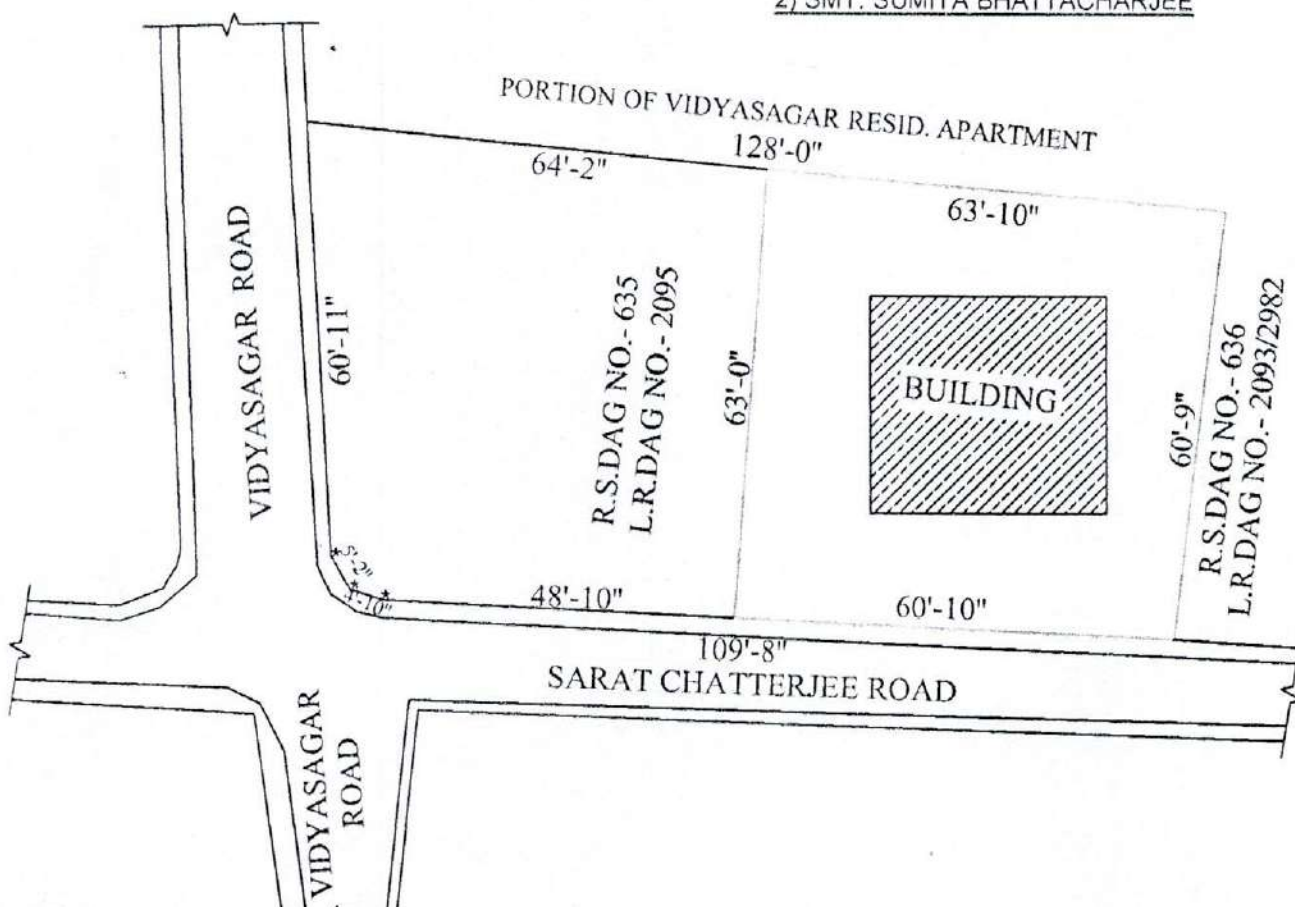 2) SMT. SUMITA BHATTACHARJEE
PORTION OF VIDYASAGAR RESID. APARTMENT
128'-0"
64'-2"
63'-10"
VIDYASAGAR ROAD
60'-11"
R.S.DAG NO.- 635
L.R.DAG NO.- 2095
63'-0"
BUILDING
60'-9"
R.S.DAG NO.- 636
L.R.DAG NO.- 2093/2982
5'-2"
48'-10"
60'-10"
109'-8"
SARAT CHATTERJEE ROAD
VIDYASAGAR
ROAD